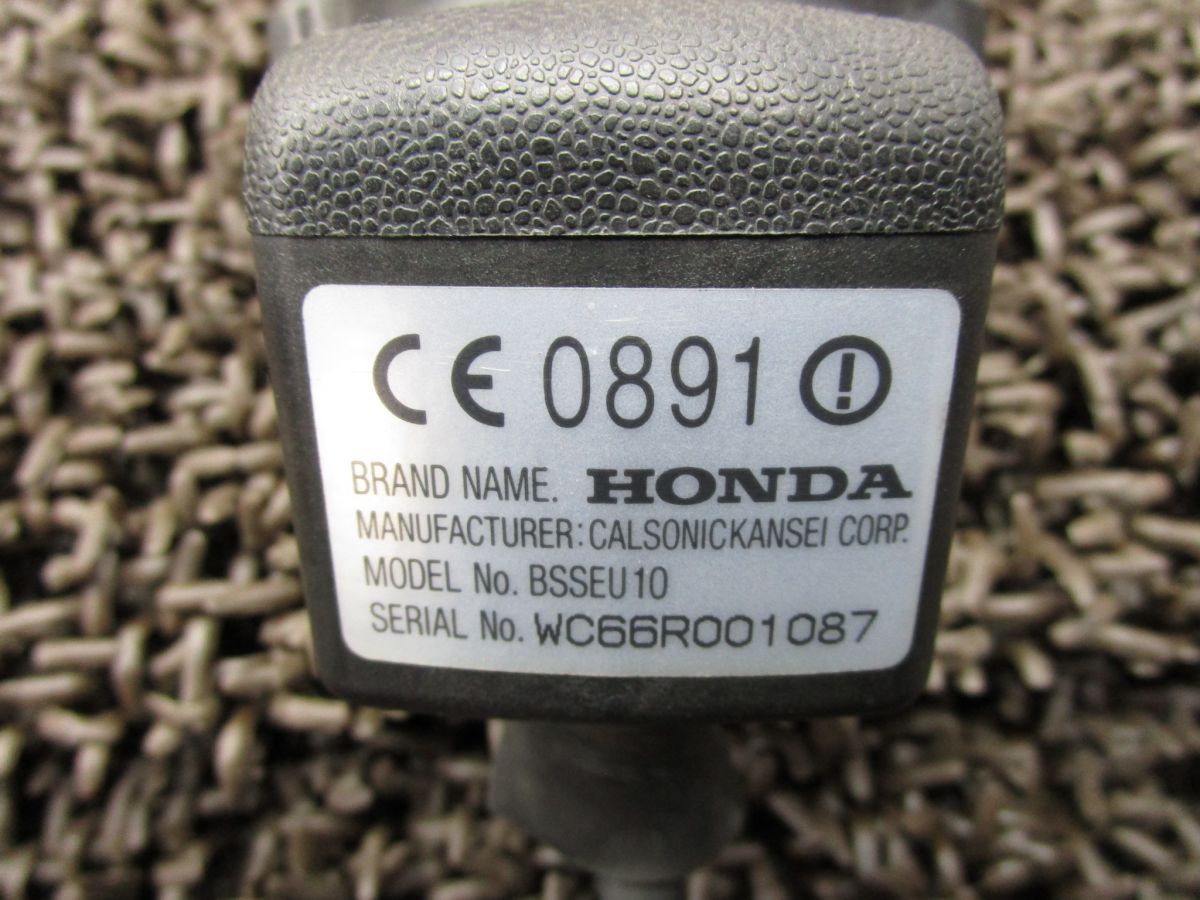 CE 0891 !
BRAND NAME. HONDA
MANUFACTURER: CALSONICKANSEI CORP.
MODEL No. BSSEU10
SERIAL No. WC66R001087